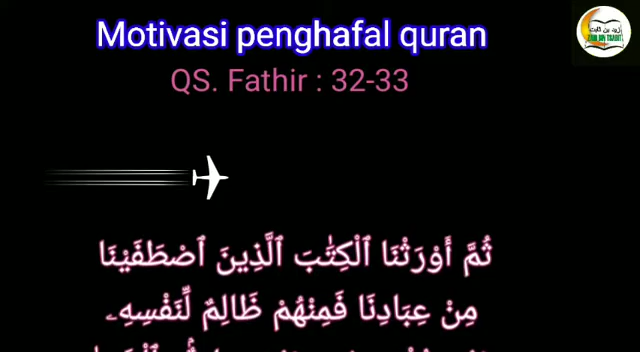 Motivasi penghafal quran
QS. Fathir : 32-33
ثُمَّ أَوْرَثْنَا ٱلْكِتَٰبَ ٱلَّذِينَ ٱصْطَفَيْنَا
مِنْ عِبَادِنَا فَمِنْهُمْ ظَالِمٌ لِّنَفْسِهِۦ